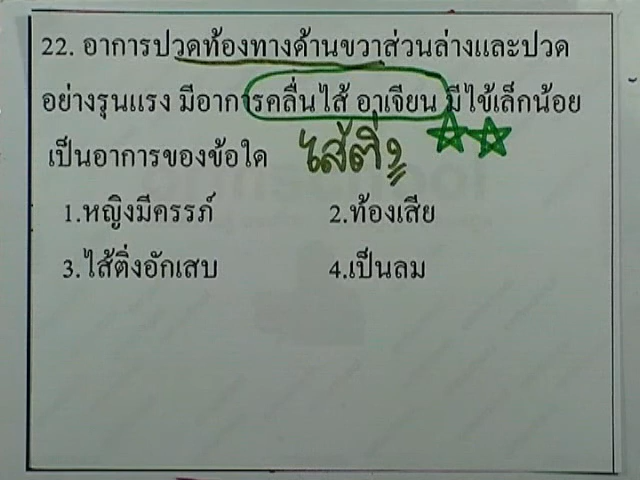 22. อาการปวดท้องทางด้านขวาส่วนล่างและปวด
อย่างรุนแรง มีอาการคลื่นไส้ อาเจียน มีไข้เล็กน้อย
เป็นอาการของข้อใด ไส้ติ่ง
1.หญิงมีครรภ์ 2.ท้องเสีย
3.ไส้ติ่งอักเสบ 4.เป็นลม